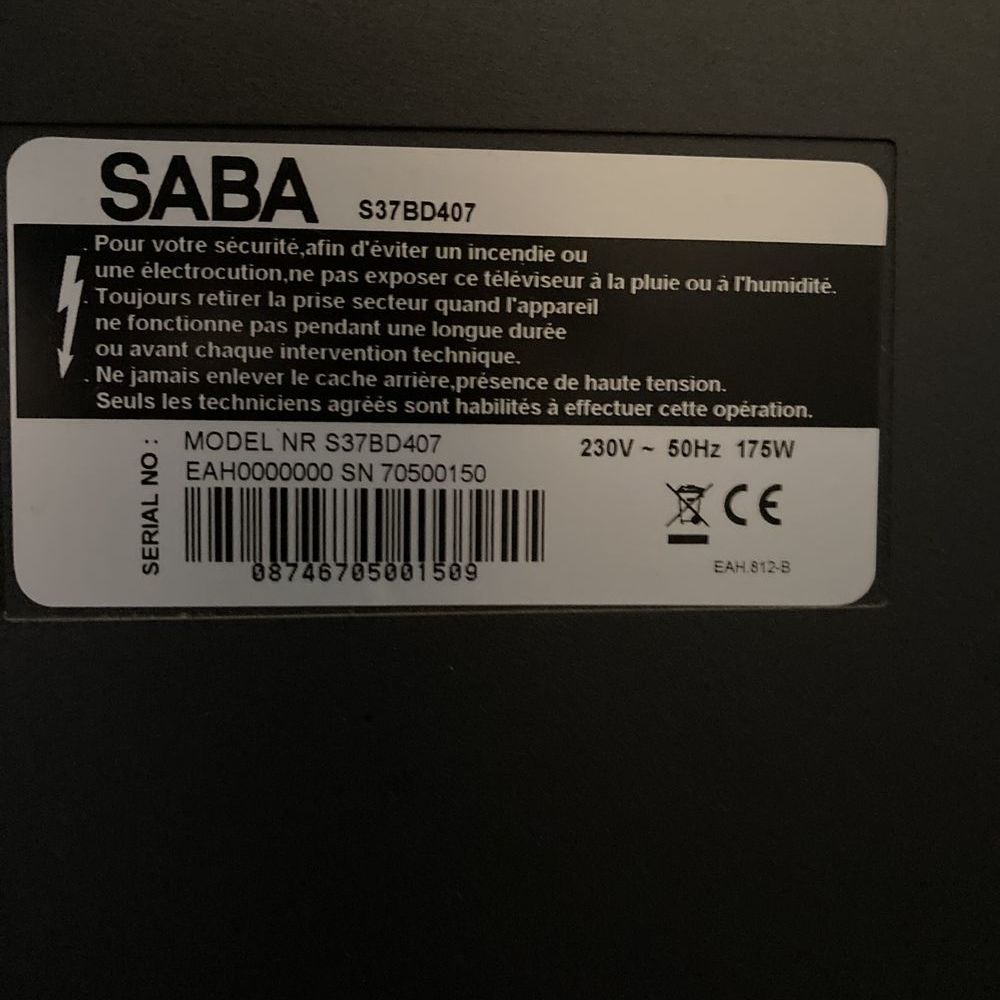 SABA S37BD407
. Pour votre sécurité,afin d'éviter un incendie ou
une électrocution,ne pas exposer ce téléviseur à la pluie ou à l'humidité.
. Toujours retirer la prise secteur quand l'appareil
ne fonctionne pas pendant une longue durée
ou avant chaque intervention technique.
. Ne jamais enlever le cache arrière,présence de haute tension.
Seuls les techniciens agréés sont habilités à effectuer cette opération.
SERIAL NO :
MODEL NR S37BD407 230V ~ 50Hz 175W
EAH0000000 SN 70500150
CE
08746705001509
EAH.812-B